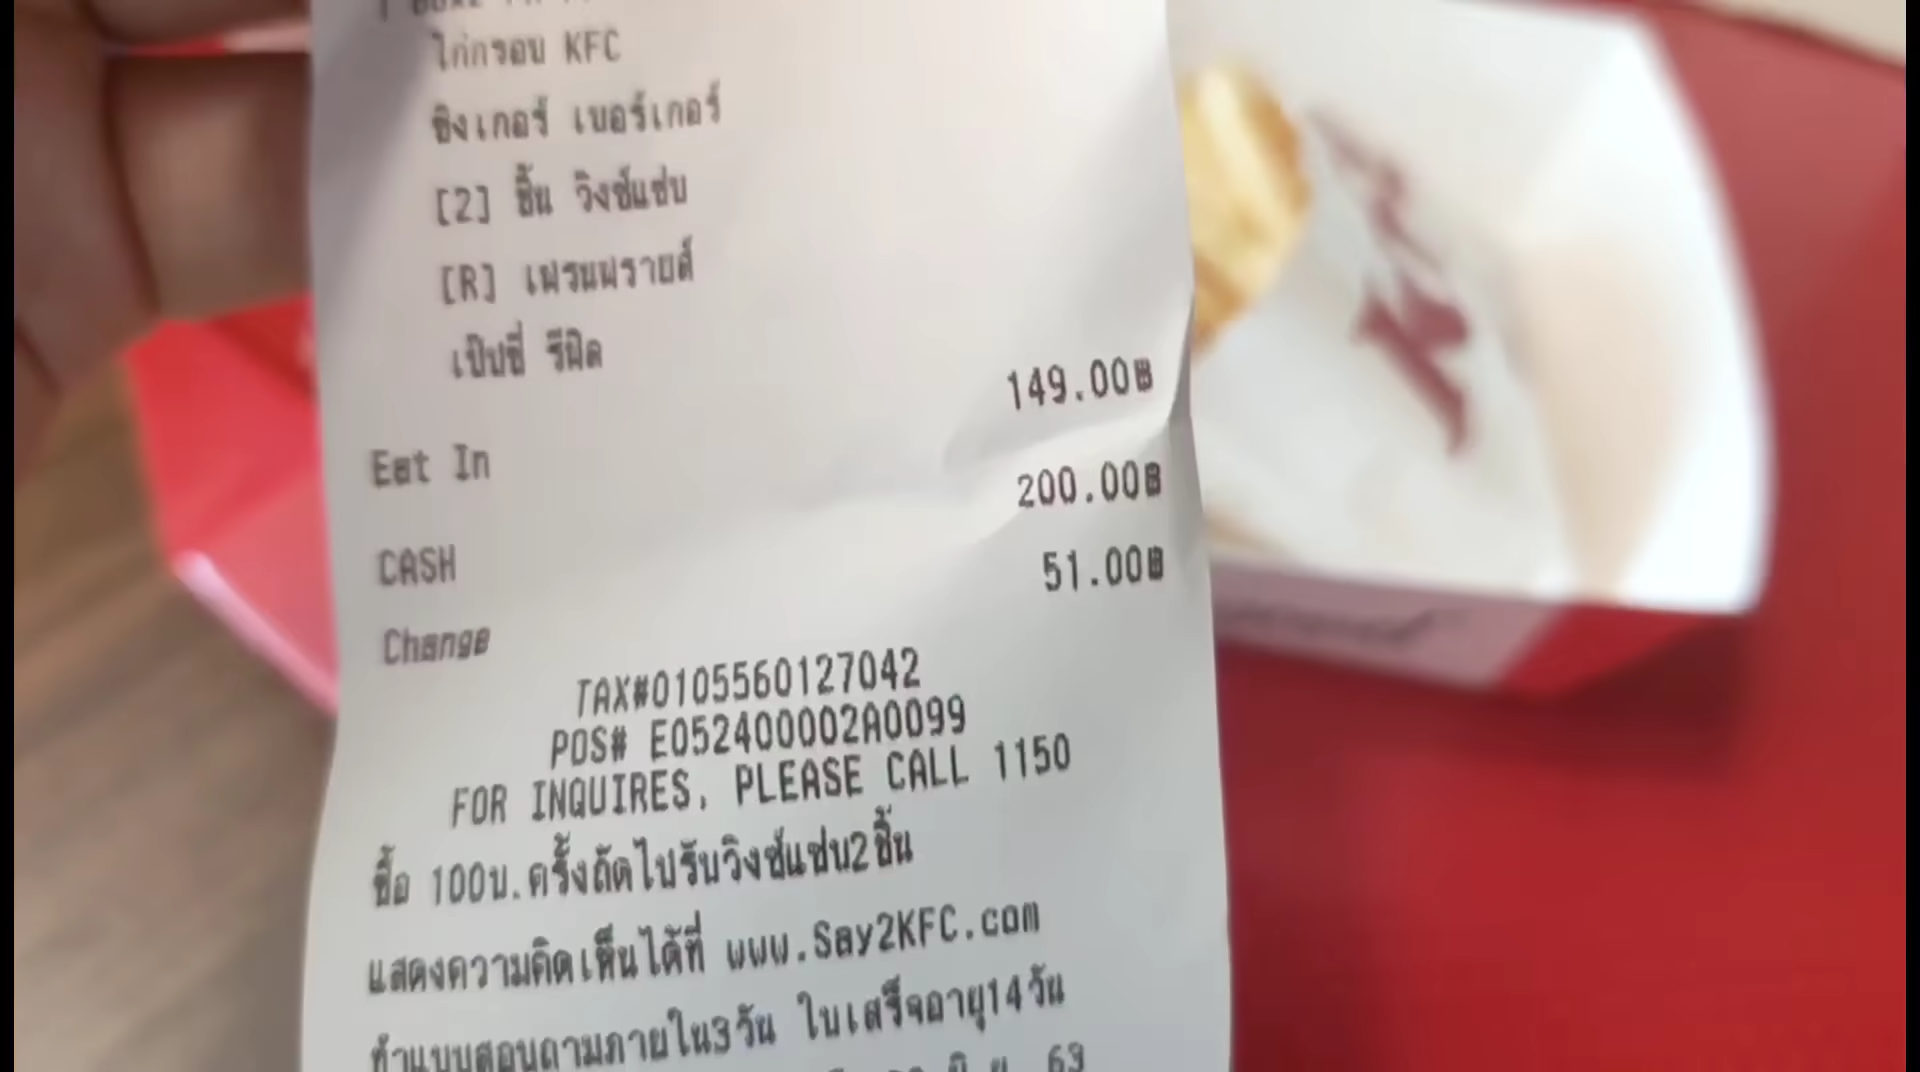 ไก่กรอบ KFC
ซิงเกอร์ เบอร์เกอร์
[2] ชิ้น วิงซ์แซ่บ
[R] เฟรนฟรายส์
เป๊ปซี่ รีฟิล
Eat In 149.00฿
CASH 200.00฿
Change 51.00฿
TAX#0105560127042
POS# E052400002A0099
FOR INQUIRES, PLEASE CALL 1150
ซื้อ 100บ.ครั้งถัดไปรับวิงซ์แซ่บ2ชิ้น
แสดงความคิดเห็นได้ที่ www.Say2KFC.com
ทำแบบสอบถามภายใน3วัน ใบเสร็จอายุ14วัน
63